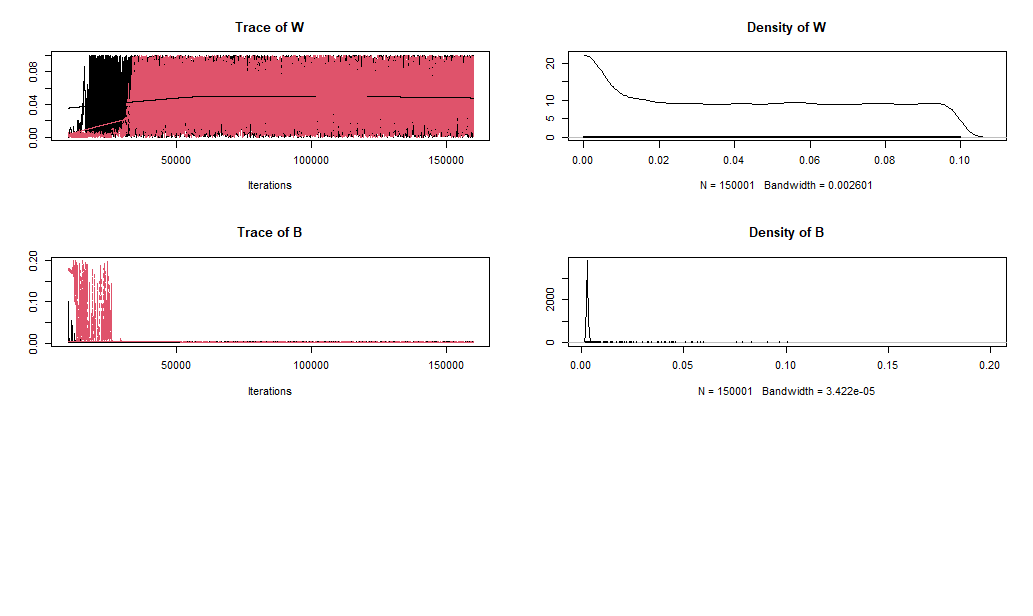 Trace of W
0.00 0.04 0.08
50000 100000 150000
Iterations
Density of W
0 5 10 20
0.00 0.02 0.04 0.06 0.08 0.10
N = 150001 Bandwidth = 0.002601
Trace of B
0.00 0.10 0.20
50000 100000 150000
Iterations
Density of B
0 2000
0.00 0.05 0.10 0.15 0.20
N = 150001 Bandwidth = 3.422e-05